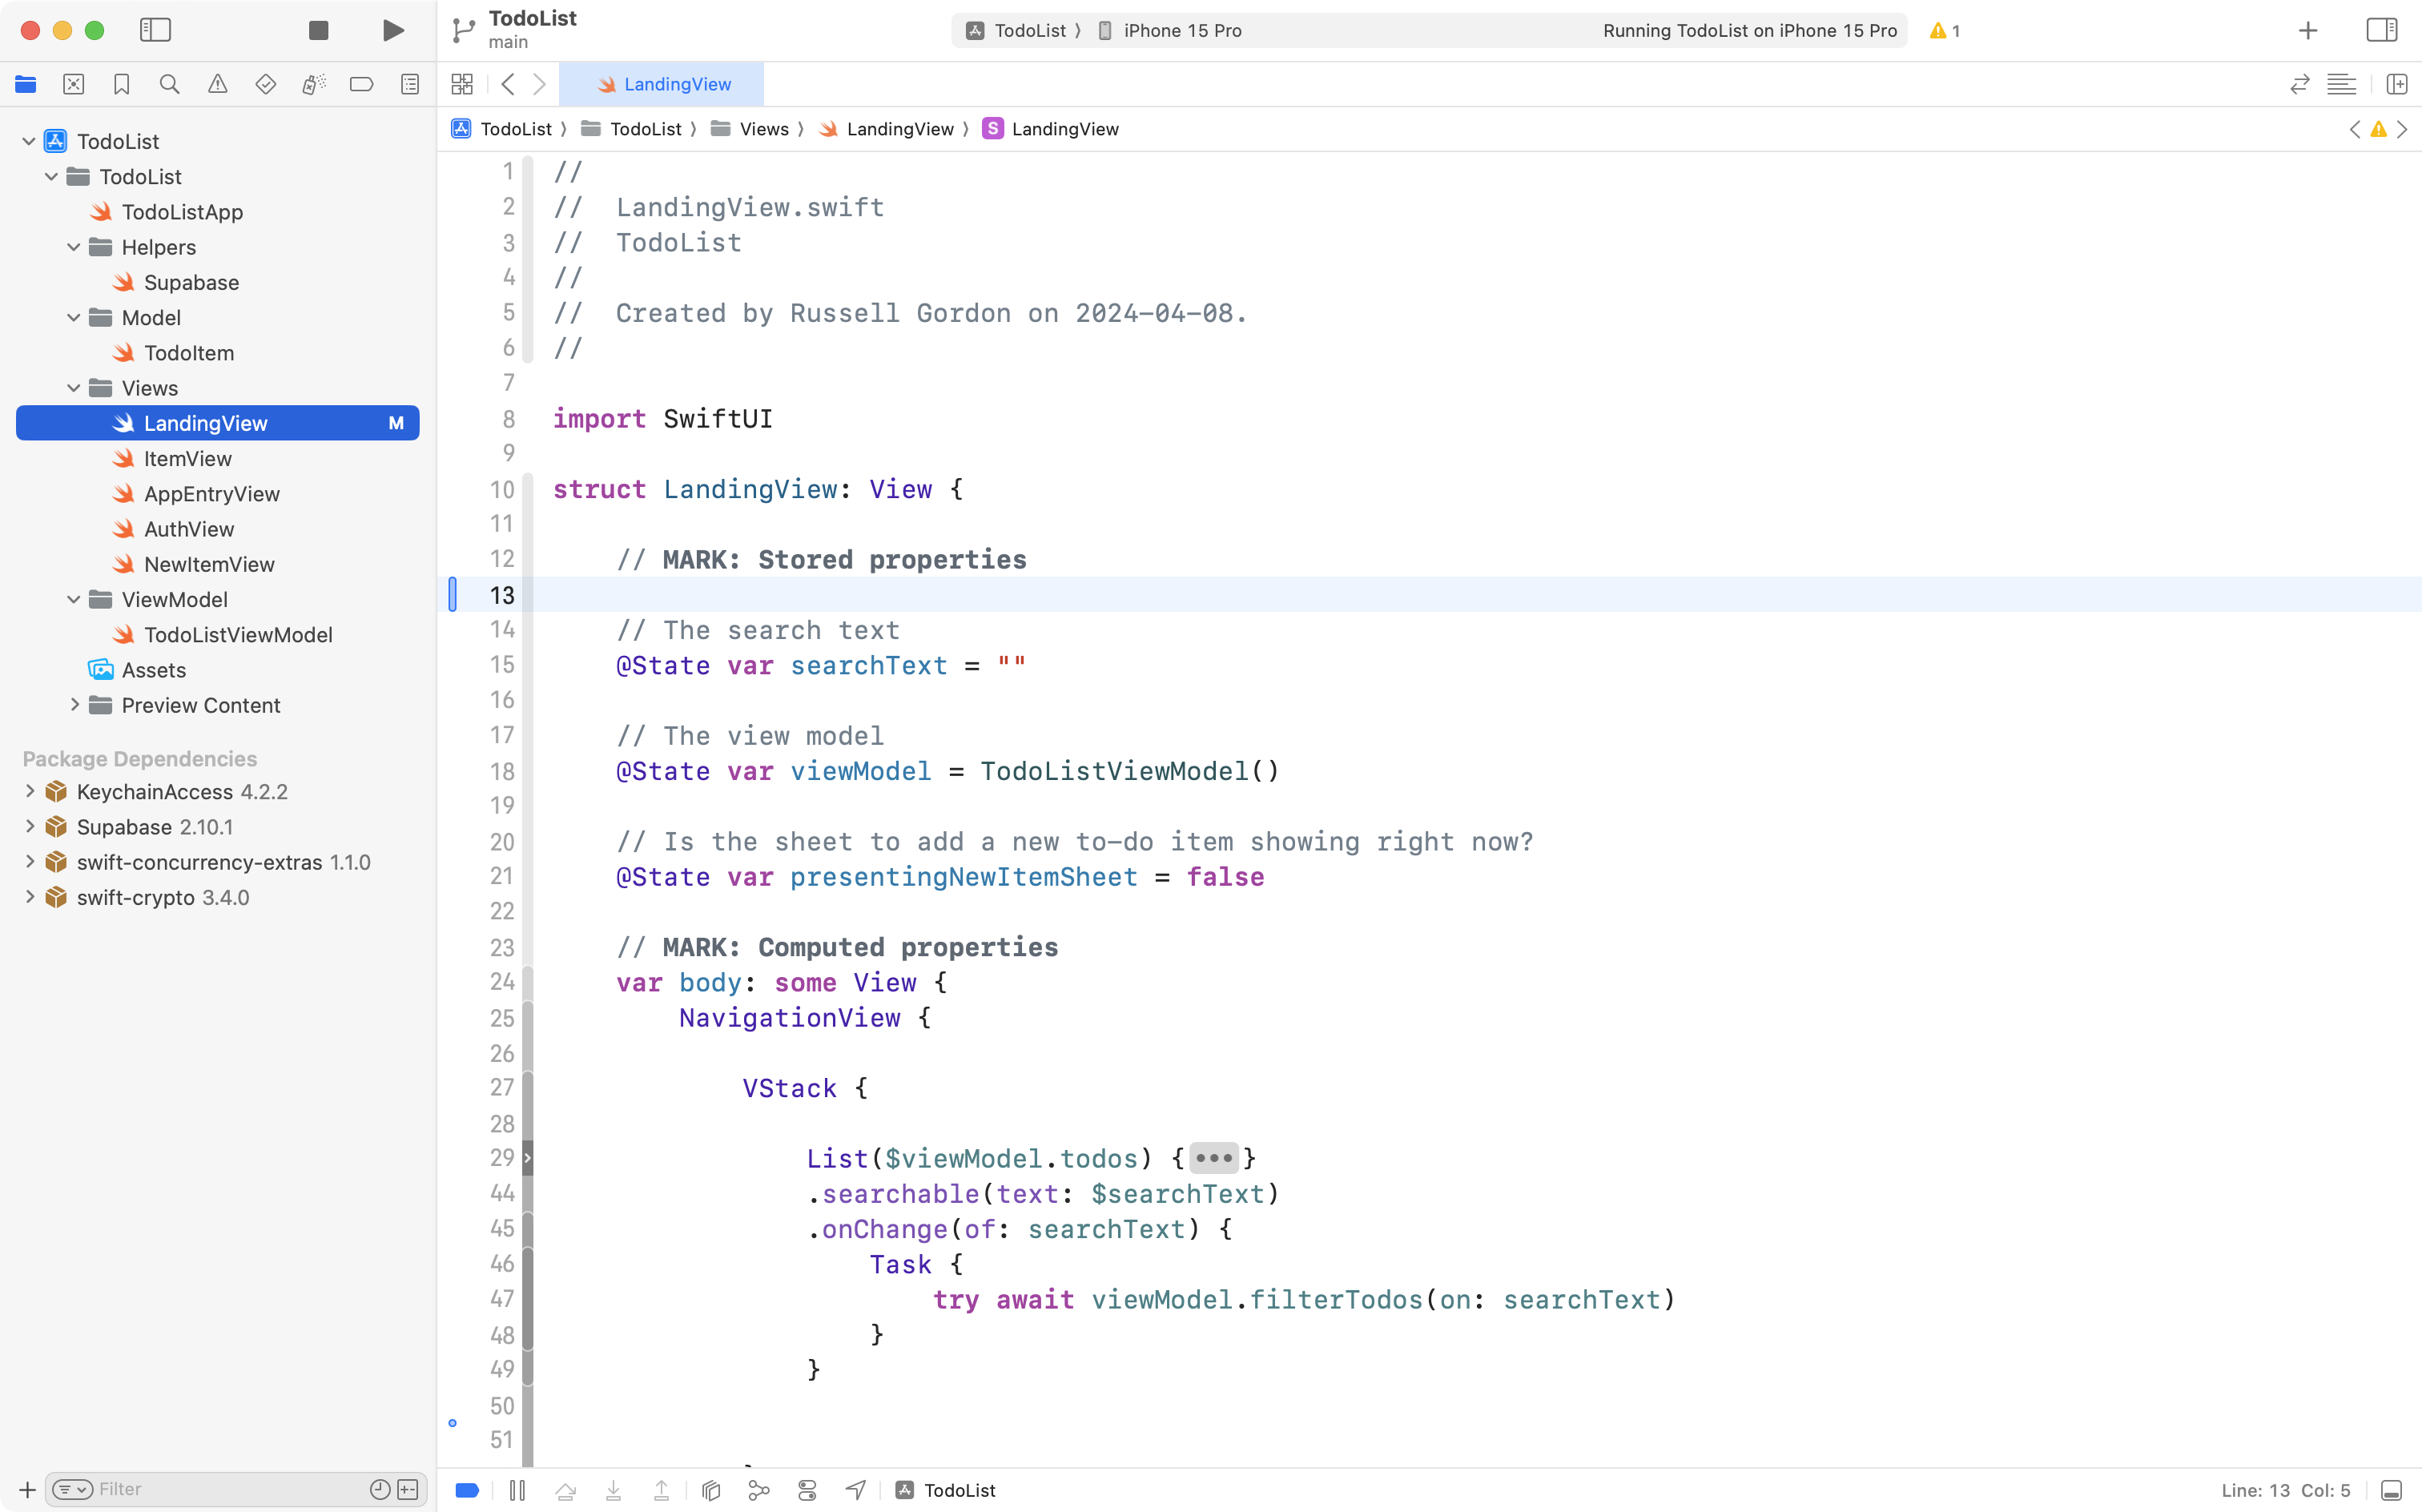 TodoList
main
TodoList 〉 iPhone 15 Pro
Running TodoList on iPhone 15 Pro
1
LandingView
TodoList 〉 TodoList 〉 Views 〉 LandingView 〉 S LandingView
TodoList
TodoList
TodoListApp
Helpers
Supabase
Model
TodoItem
Views
LandingView M
ItemView
AppEntryView
AuthView
NewItemView
ViewModel
TodoListViewModel
Assets
Preview Content
Package Dependencies
KeychainAccess 4.2.2
Supabase 2.10.1
swift-concurrency-extras 1.1.0
swift-crypto 3.4.0
Filter
1 //
2 //  LandingView.swift
3 //  TodoList
4 //
5 //  Created by Russell Gordon on 2024-04-08.
6 //
7
8 import SwiftUI
9
10 struct LandingView: View {
11
12     // MARK: Stored properties
13
14     // The search text
15     @State var searchText = ""
16
17     // The view model
18     @State var viewModel = TodoListViewModel()
19
20     // Is the sheet to add a new to-do item showing right now?
21     @State var presentingNewItemSheet = false
22
23     // MARK: Computed properties
24     var body: some View {
25         NavigationView {
26
27             VStack {
28
29                 List($viewModel.todos) {•••}
44                 .searchable(text: $searchText)
45                 .onChange(of: searchText) {
46                     Task {
47                         try await viewModel.filterTodos(on: searchText)
48                     }
49                 }
50
51
TodoList
Line: 13 Col: 5